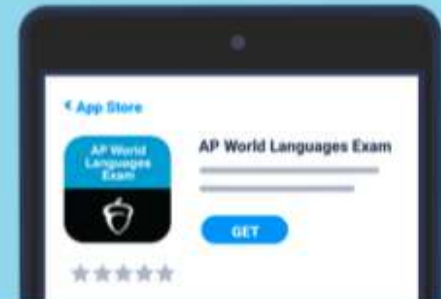 < App Store
AP World
Languages
Exam
AP World Languages Exam
GET